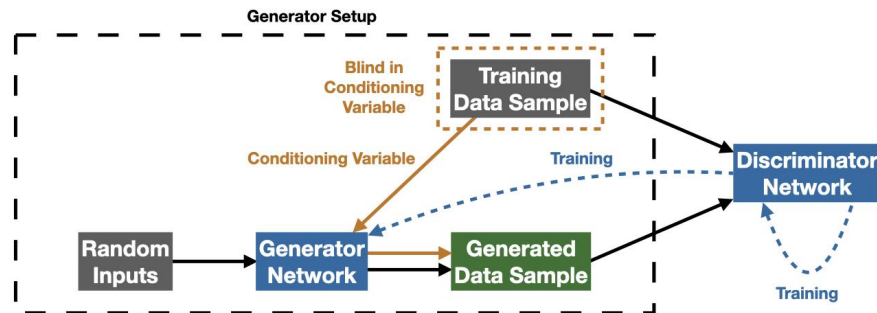 Generator Setup
Blind in
Conditioning
Variable
Training
Data Sample
Conditioning Variable
Training
Discriminator
Network
Random
Inputs
Generator
Network
Generated
Data Sample
Training